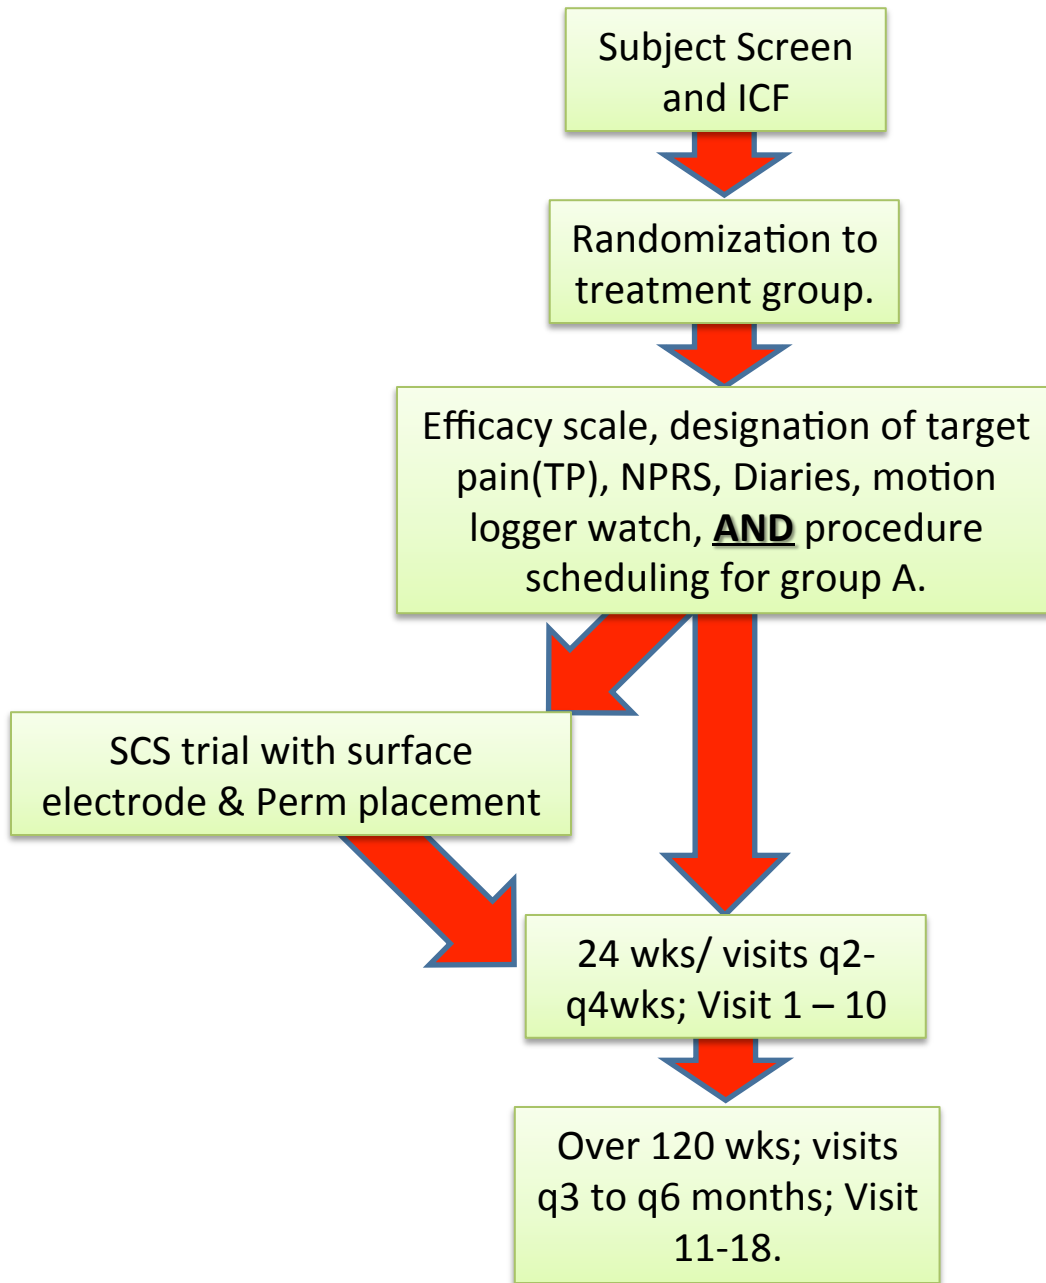 Subject Screen
and ICF
Randomization to
treatment group.
Efficacy scale, designation of target
pain(TP), NPRS, Diaries, motion
logger watch, AND procedure
scheduling for group A.
SCS trial with surface
electrode & Perm placement
24 wks/ visits q2-
q4wks; Visit 1 – 10
Over 120 wks; visits
q3 to q6 months; Visit
11-18.